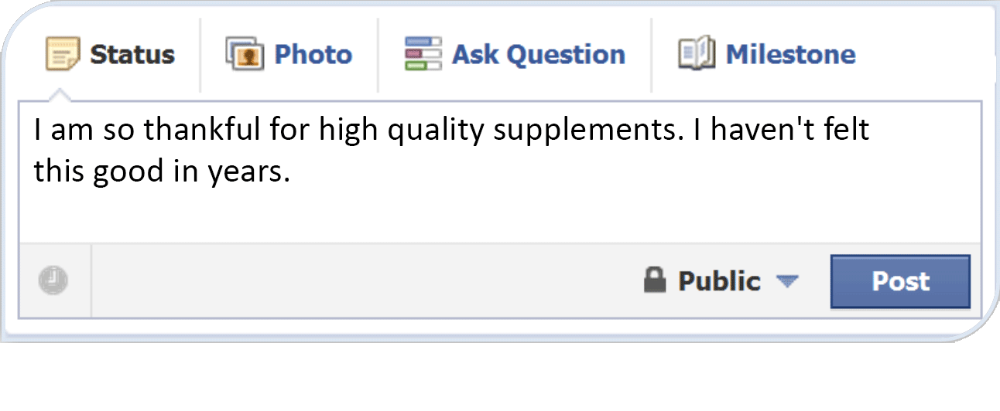 Status Photo Ask Question Milestone
I am so thankful for high quality supplements. I haven't felt
this good in years.
Public Post